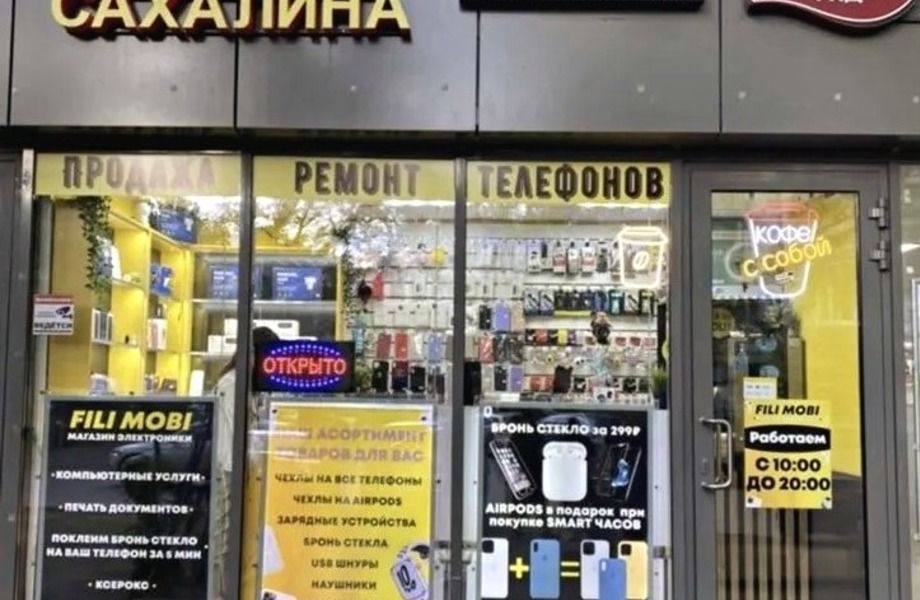 САХАЛИНА
ПРОДАЖА РЕМОНТ ТЕЛЕФОНОВ
КОФЕ
С СОБОЙ
ВЕДЁТСЯ
ОТКРЫТО
FILI MOBI
МАГАЗИН ЭЛЕКТРОНИКИ
• КОМПЬЮТЕРНЫЕ УСЛУГИ •
• ПЕЧАТЬ ДОКУМЕНТОВ •
ПОКЛЕИМ БРОНЬ СТЕКЛО
НА ВАШ ТЕЛЕФОН ЗА 5 МИН
• КСЕРОКС •
АСОРТИМЕНТ
ТОВАРОВ ДЛЯ ВАС
ЧЕХЛЫ НА ВСЕ ТЕЛЕФОНЫ
ЧЕХЛЫ НА AIRPODS
ЗАРЯДНЫЕ УСТРОЙСТВА
БРОНЬ СТЕКЛА
USB ШНУРЫ
НАУШНИКИ
БРОНЬ СТЕКЛО за 299₽
AIRPODS в подарок при
покупке SMART ЧАСОВ
+ =
FILI MOBI
Работаем
С 10:00
ДО 20:00